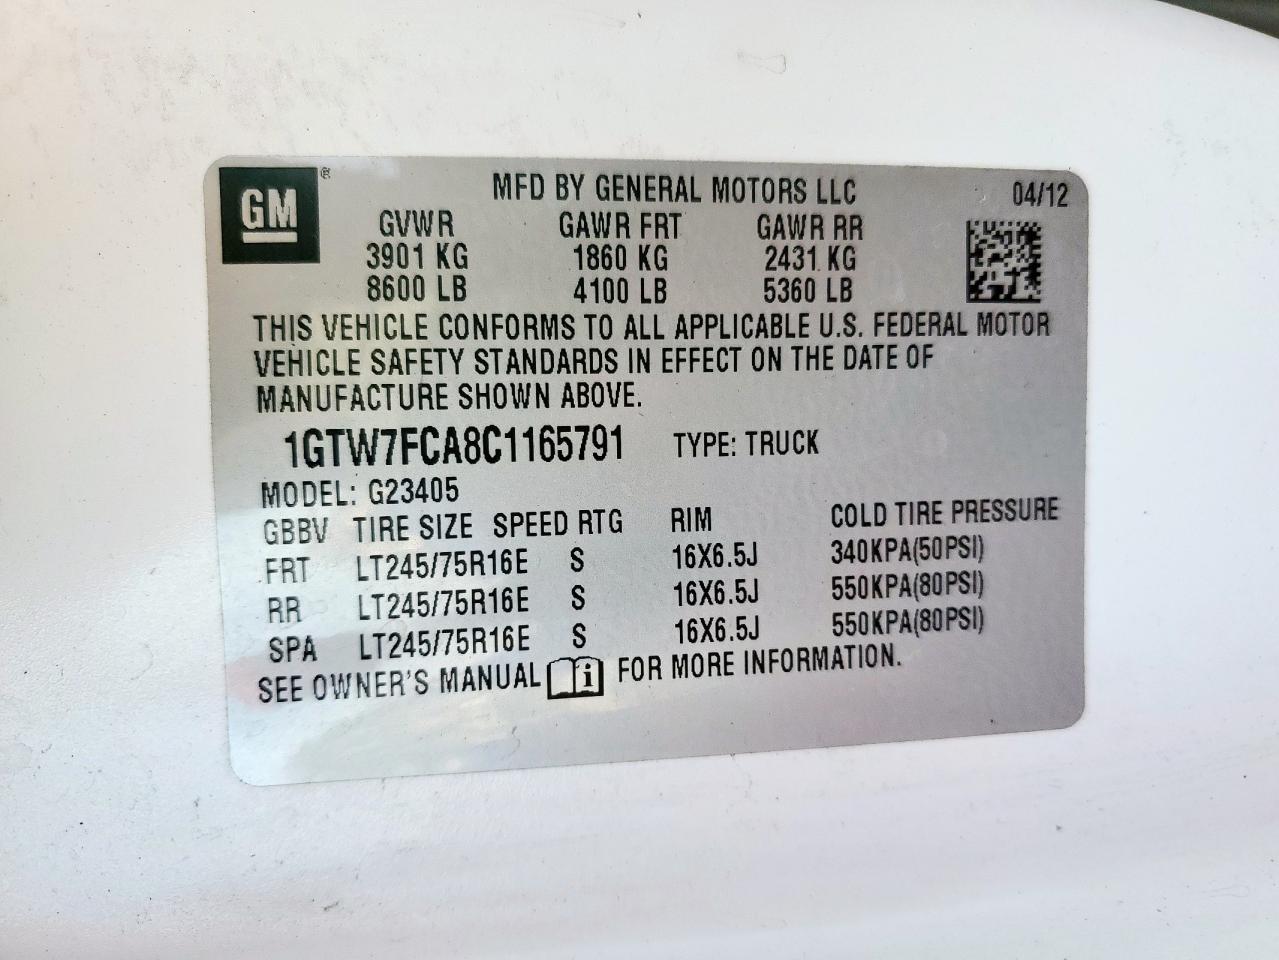 GM ® MFD BY GENERAL MOTORS LLC 04/12
GVWR GAWR FRT GAWR RR
3901 KG 1860 KG 2431 KG
8600 LB 4100 LB 5360 LB
THIS VEHICLE CONFORMS TO ALL APPLICABLE U.S. FEDERAL MOTOR
VEHICLE SAFETY STANDARDS IN EFFECT ON THE DATE OF
MANUFACTURE SHOWN ABOVE.
1GTW7FCA8C1165791 TYPE: TRUCK
MODEL: G23405
GBBV TIRE SIZE SPEED RTG RIM COLD TIRE PRESSURE
FRT LT245/75R16E S 16X6.5J 340KPA(50PSI)
RR LT245/75R16E S 16X6.5J 550KPA(80PSI)
SPA LT245/75R16E S 16X6.5J 550KPA(80PSI)
SEE OWNER'S MANUAL i FOR MORE INFORMATION.